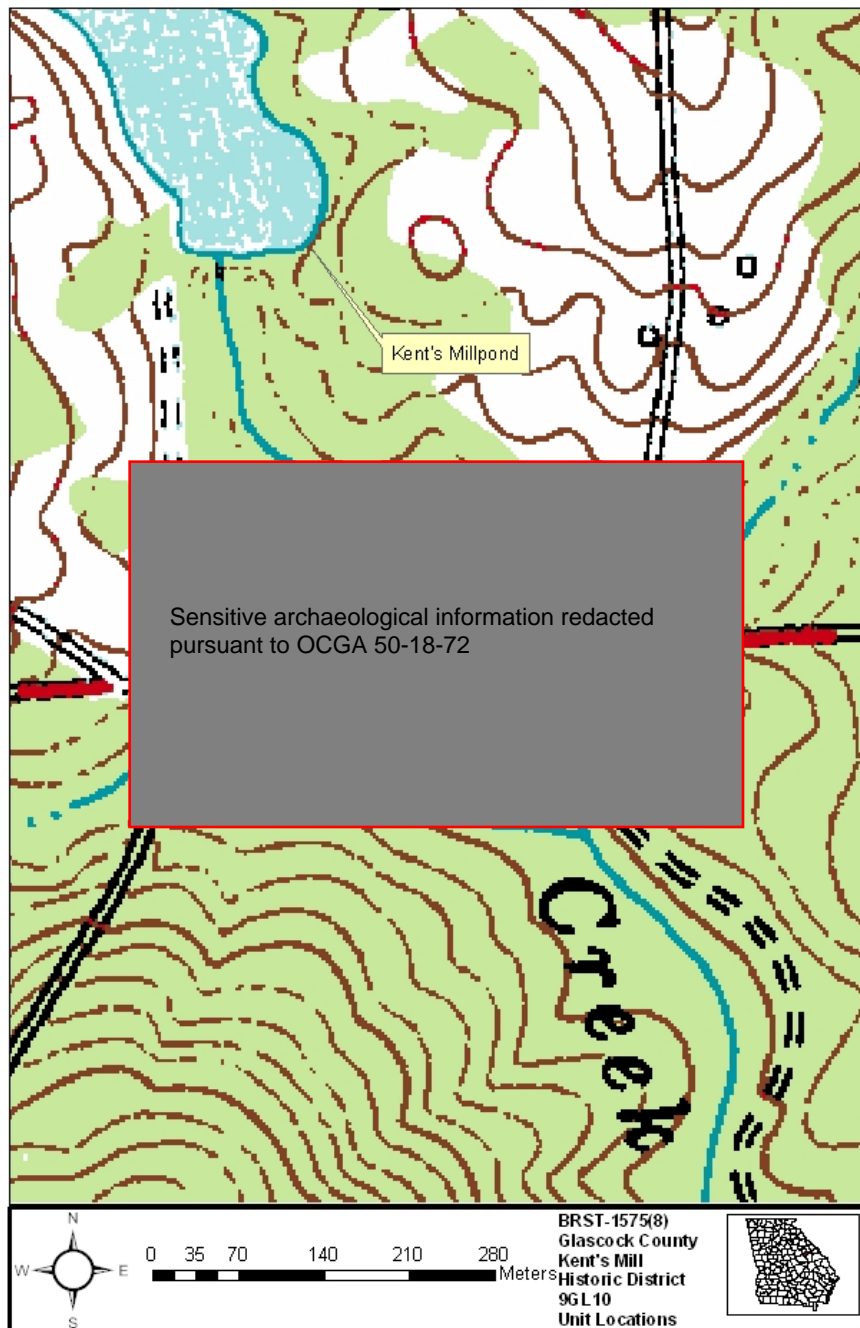 Kent's Millpond
Sensitive archaeological information redacted
pursuant to OCGA 50-18-72
Creek
N
W E
S
0 35 70 140 210 280
Meters
BRST-1575(8)
Glascock County
Kent's Mill
Historic District
9GL10
Unit Locations